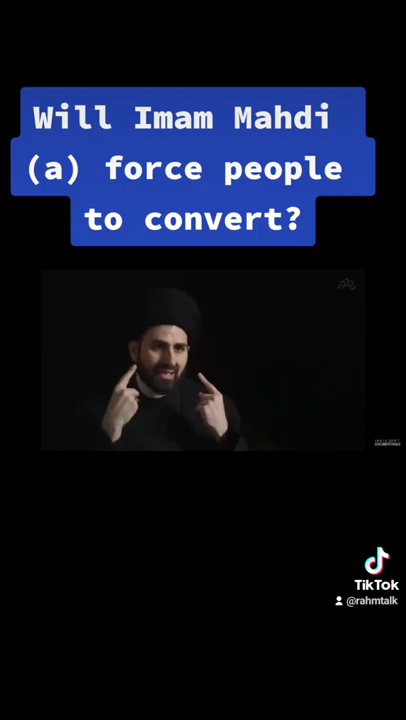 Will Imam Mahdi
(a) force people
to convert?
TikTok
@rahmtalk